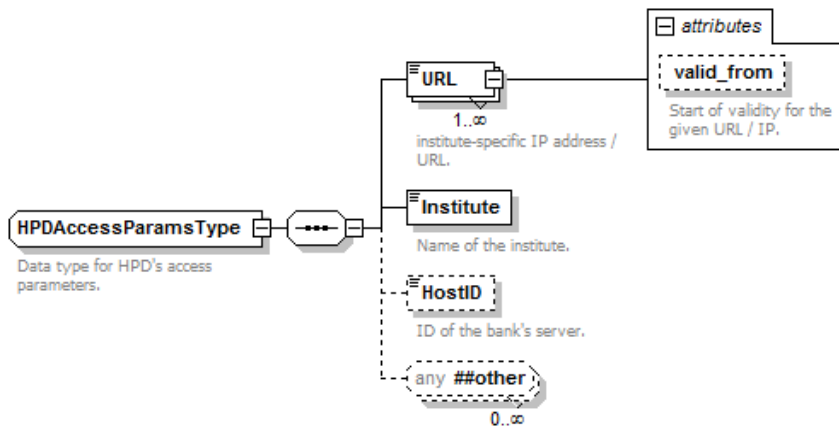 attributes
URL
valid_from
1..∞
Start of validity for the
given URL / IP.
institute-specific IP address /
URL.
HPDAccessParamsType
Institute
Data type for HPD's access
parameters.
Name of the institute.
HostID
ID of the bank's server.
any ##other
0..∞